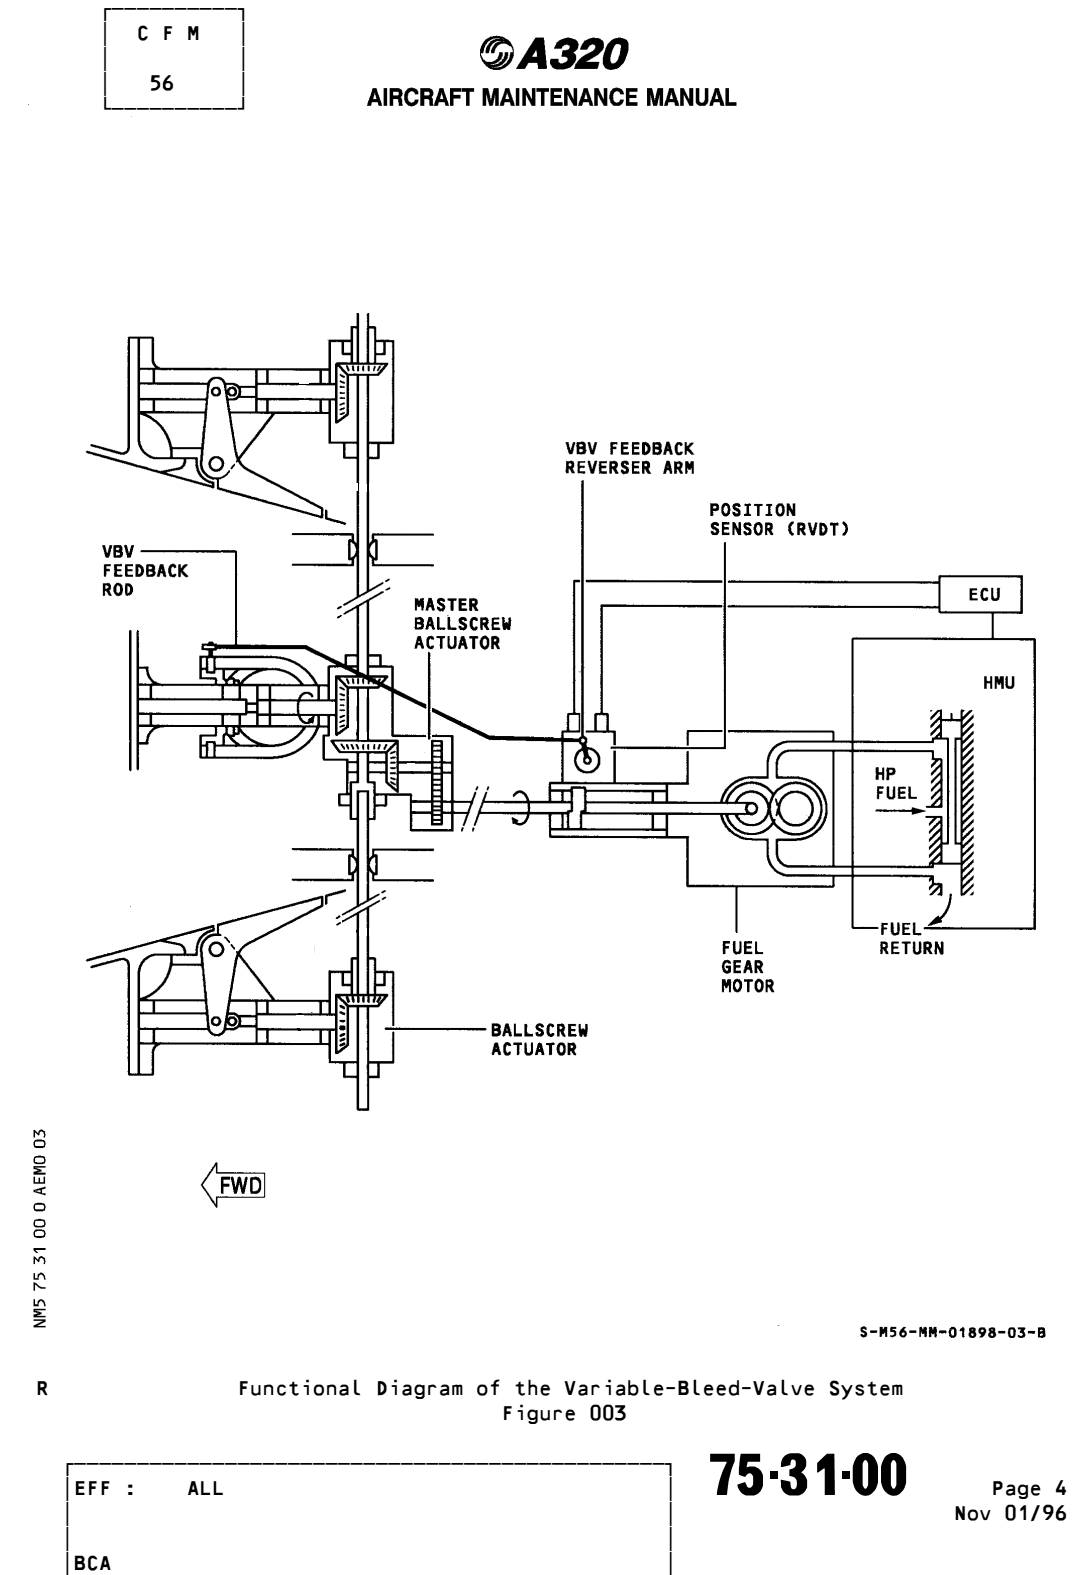 C F M
56
A320
AIRCRAFT MAINTENANCE MANUAL
VBV FEEDBACK
REVERSER ARM
POSITION
SENSOR (RVDT)
VBV
FEEDBACK
ROD
MASTER
BALLSCREW
ACTUATOR
ECU
HMU
HP
FUEL
FUEL
RETURN
FUEL
GEAR
MOTOR
BALLSCREW
ACTUATOR
FWD
NM5 75 31 00 0 AEM0 03
S-M56-MM-01898-03-B
R
Functional Diagram of the Variable-Bleed-Valve System
Figure 003
EFF : ALL
BCA
75-31-00
Page 4
Nov 01/96